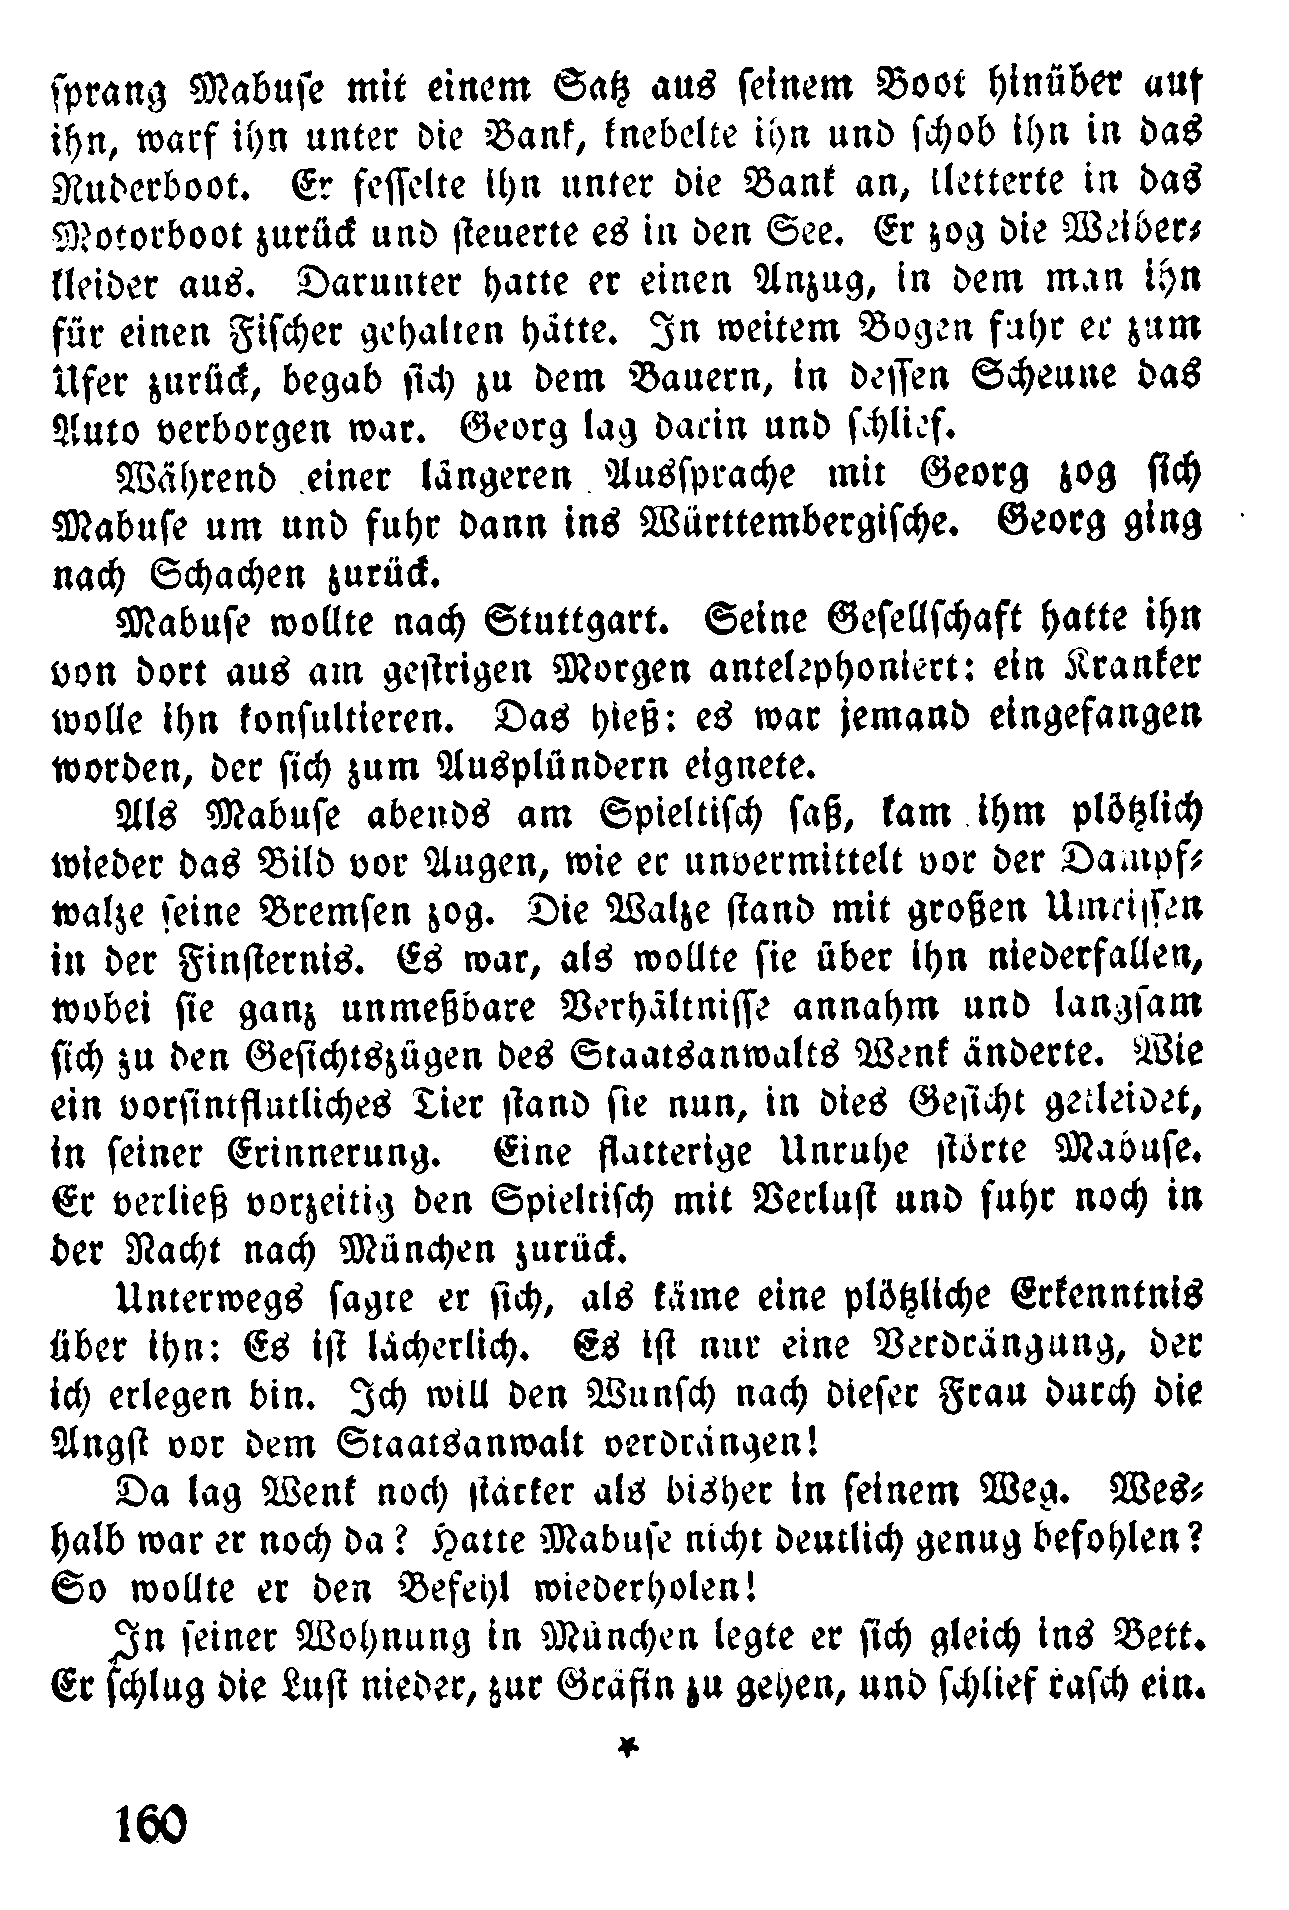 sprang Mabuse mit einem Satz aus seinem Boot hinüber auf
ihn, warf ihn unter die Bank, knebelte ihn und schob ihn in das
Ruderboot. Er fesselte ihn unter die Bank an, kletterte in das
Motorboot zurück und steuerte es in den See. Er zog die Weiber-
kleider aus. Darunter hatte er einen Anzug, in dem man ihn
für einen Fischer gehalten hätte. In weitem Bogen fuhr er zum
Ufer zurück, begab sich zu dem Bauern, in dessen Scheune das
Auto verborgen war. Georg lag darin und schlief.
Während einer längeren Aussprache mit Georg zog sich
Mabuse um und fuhr dann ins Württembergische. Georg ging
nach Schachen zurück.
Mabuse wollte nach Stuttgart. Seine Gesellschaft hatte ihn
von dort aus am gestrigen Morgen antelephoniert: ein Kranker
wolle ihn konsultieren. Das hieß: es war jemand eingefangen
worden, der sich zum Ausplündern eignete.
Als Mabuse abends am Spieltisch saß, kam ihm plötzlich
wieder das Bild vor Augen, wie er unvermittelt vor der Dampf-
walze seine Bremsen zog. Die Walze stand mit großen Umrissen
in der Finsternis. Es war, als wollte sie über ihn niederfallen,
wobei sie ganz unmeßbare Verhältnisse annahm und langsam
sich zu den Gesichtszügen des Staatsanwalts Wenk änderte. Wie
ein vorsintflutliches Tier stand sie nun, in dies Gesicht gekleidet,
in seiner Erinnerung. Eine flatterige Unruhe störte Mabuse.
Er verließ vorzeitig den Spieltisch mit Verlust und fuhr noch in
der Nacht nach München zurück.
Unterwegs sagte er sich, als käme eine plötzliche Erkenntnis
über ihn: Es ist lächerlich. Es ist nur eine Verdrängung, der
ich erlegen bin. Ich will den Wunsch nach dieser Frau durch die
Angst vor dem Staatsanwalt verdrängen!
Da lag Wenk noch stärker als bisher in seinem Weg. Wes-
halb war er noch da? Hatte Mabuse nicht deutlich genug befohlen?
So wollte er den Befehl wiederholen!
In seiner Wohnung in München legte er sich gleich ins Bett.
Er schlug die Lust nieder, zur Gräfin zu gehen, und schlief rasch ein.
*
160